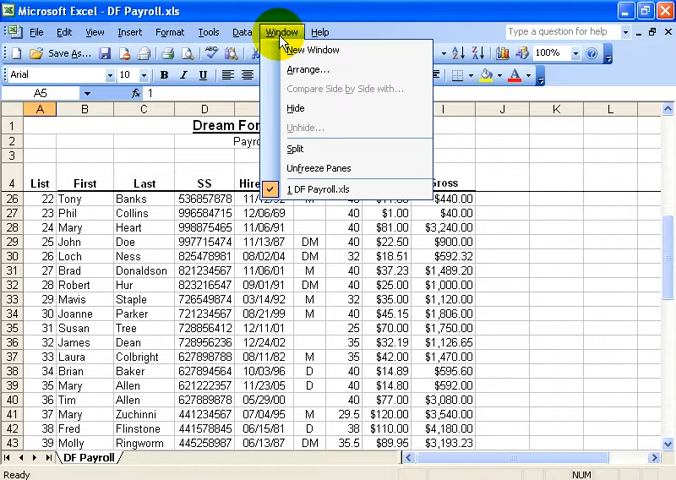 Microsoft Excel - DF Payroll.xls
File Edit View Insert Format Tools Data Window Help Type a question for help
Save As... 100%
Arial 10 B I U
A5 1
New Window
Arrange...
Compare Side by Side with...
Hide
Unhide...
Split
Unfreeze Panes
1 DF Payroll.xls
A B C D I J K L
1 Dream For
2 Payro
3
4 List First Last SS Hire Gross
26 22 Tony Banks 536857878 M 40 $440.00
27 23 Phil Collins 996584715 12/06/69 40 $1.00 $40.00
28 24 Mary Heart 998875465 11/06/91 40 $81.00 $3,240.00
29 25 John Doe 997715474 11/13/87 DM 40 $22.50 $900.00
30 26 Loch Ness 825478981 08/02/04 DM 32 $18.51 $592.32
31 27 Brad Donaldson 821234567 11/06/01 M 40 $37.23 $1,489.20
32 28 Robert Hur 823216547 09/13/91 DM 40 $25.00 $1,000.00
33 29 Mavis Staple 726549874 03/14/92 M 32 $35.00 $1,120.00
34 30 Joanne Parker 721234567 08/21/99 M 40 $45.15 $1,806.00
35 31 Susan Tree 728856412 12/11/01 25 $70.00 $1,750.00
36 32 James Dean 728956236 12/24/02 35 $32.19 $1,126.65
37 33 Laura Colbright 627898788 08/11/82 M 35 $42.00 $1,470.00
38 34 Brian Baker 627894564 10/03/96 D 40 $14.89 $595.60
39 35 Mary Allen 621222357 11/23/05 D 40 $14.80 $592.00
40 36 Tim Allen 627889878 05/29/00 40 $77.00 $3,080.00
41 37 Mary Zuchinni 441234567 07/04/95 M 29.5 $120.00 $3,540.00
42 38 Fred Flinstone 441578845 06/15/81 D 38 $110.00 $4,180.00
43 39 Molly Ringworm 445258987 06/13/87 DM 35.5 $89.95 $3,193.23
DF Payroll
Ready NUM